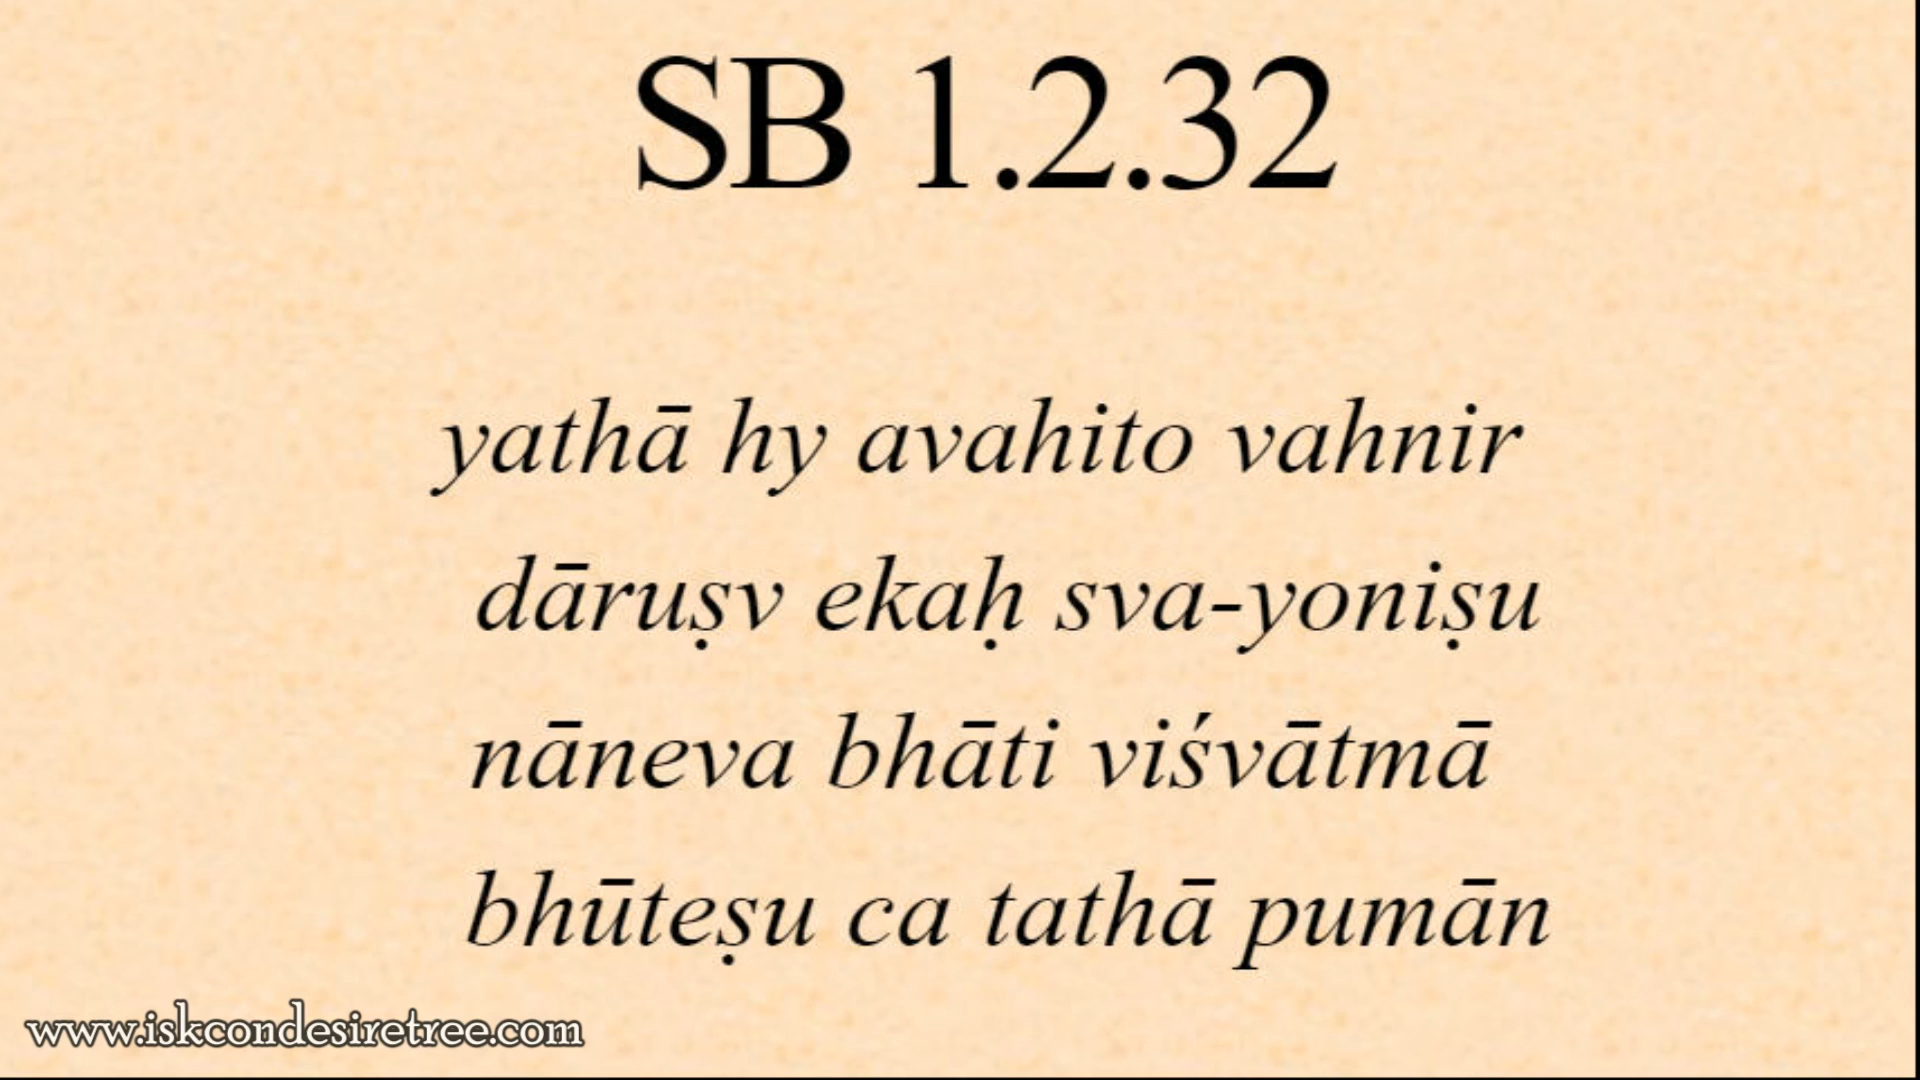 SB 1.2.32
yathā hy avahito vahnir
dāruṣv ekaḥ sva-yoniṣu
nāneva bhāti viśvātmā
bhūteṣu ca tathā pumān
www.iskcondesiretree.com